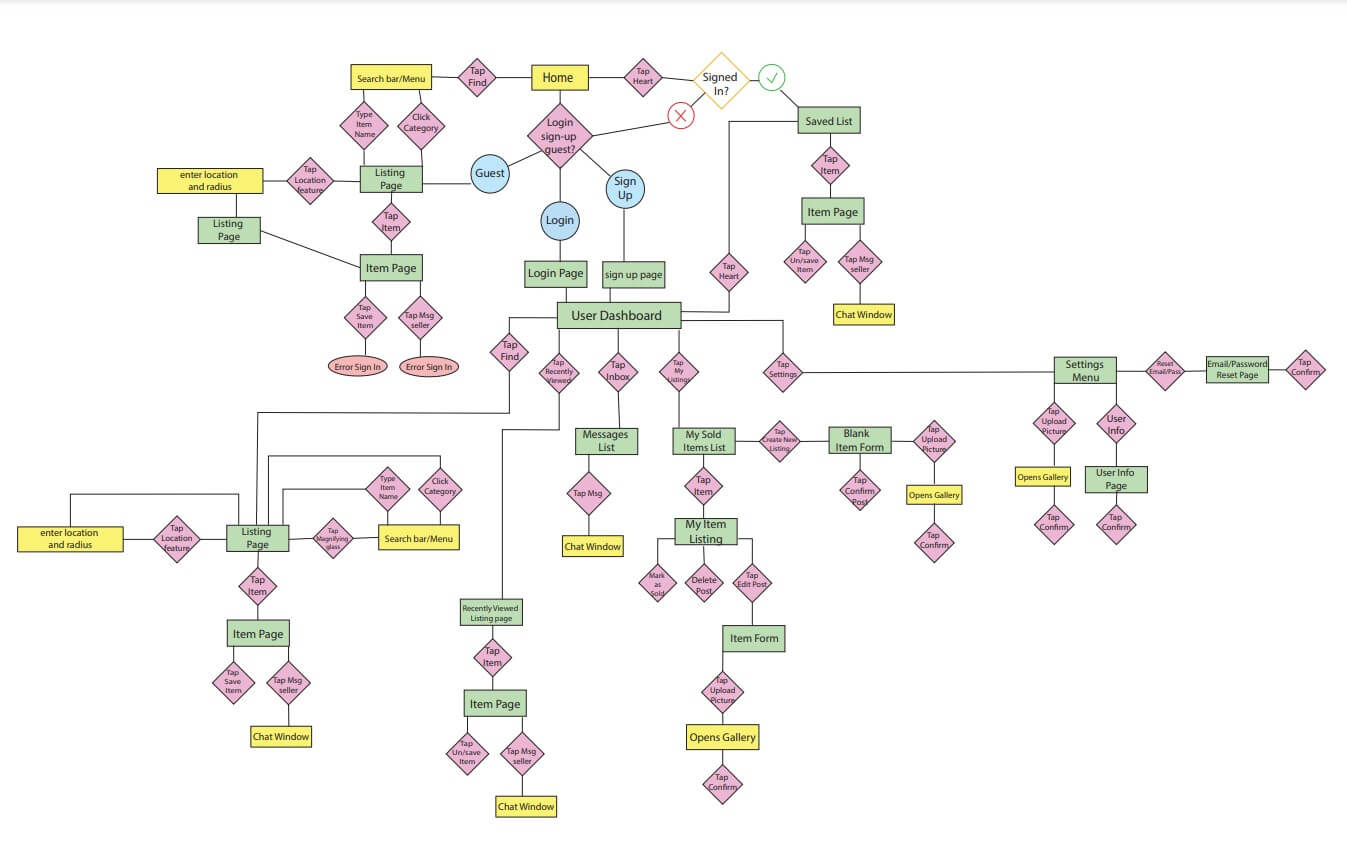 Search bar/Menu
Tap
Find
Home
Tap
Heart
Signed
In?
Type
Item
Name
Click
Category
Login
sign-up
guest?
Saved List
enter location
and radius
Tap
Location
feature
Listing
Page
Guest
Sign
Up
Tap
Item
Listing
Page
Tap
Item
Login
Item Page
Item Page
Login Page
sign up page
Tap
Heart
Tap
Un/save
Item
Tap Msg
seller
Tap
Save
Item
Tap Msg
seller
User Dashboard
Chat Window
Error Sign In
Error Sign In
Tap
Find
Tap
Recently
Viewed
Tap
Inbox
Tap
My
Listings
Tap
Settings
Settings
Menu
Reset
Email/Pass
Email/Password
Reset Page
Tap
Confirm
Messages
List
My Sold
Items List
Tap
Create New
Listing
Blank
Item Form
Tap
Upload
Picture
Tap
Upload
Picture
User
Info
Type
Item
Name
Click
Category
Tap Msg
Tap
Item
Tap
Confirm
Post
Opens Gallery
Opens Gallery
User Info
Page
enter location
and radius
Tap
Location
feature
Listing
Page
Tap
Magnifying
glass
Search bar/Menu
Chat Window
My Item
Listing
Tap
Confirm
Tap
Confirm
Tap
Confirm
Tap
Item
Mark
as
Sold
Delete
Post
Tap
Edit Post
Item Page
Recently Viewed
Listing page
Item Form
Tap
Save
Item
Tap Msg
seller
Tap
Item
Tap
Upload
Picture
Chat Window
Item Page
Opens Gallery
Tap
Un/save
Item
Tap Msg
seller
Tap
Confirm
Chat Window